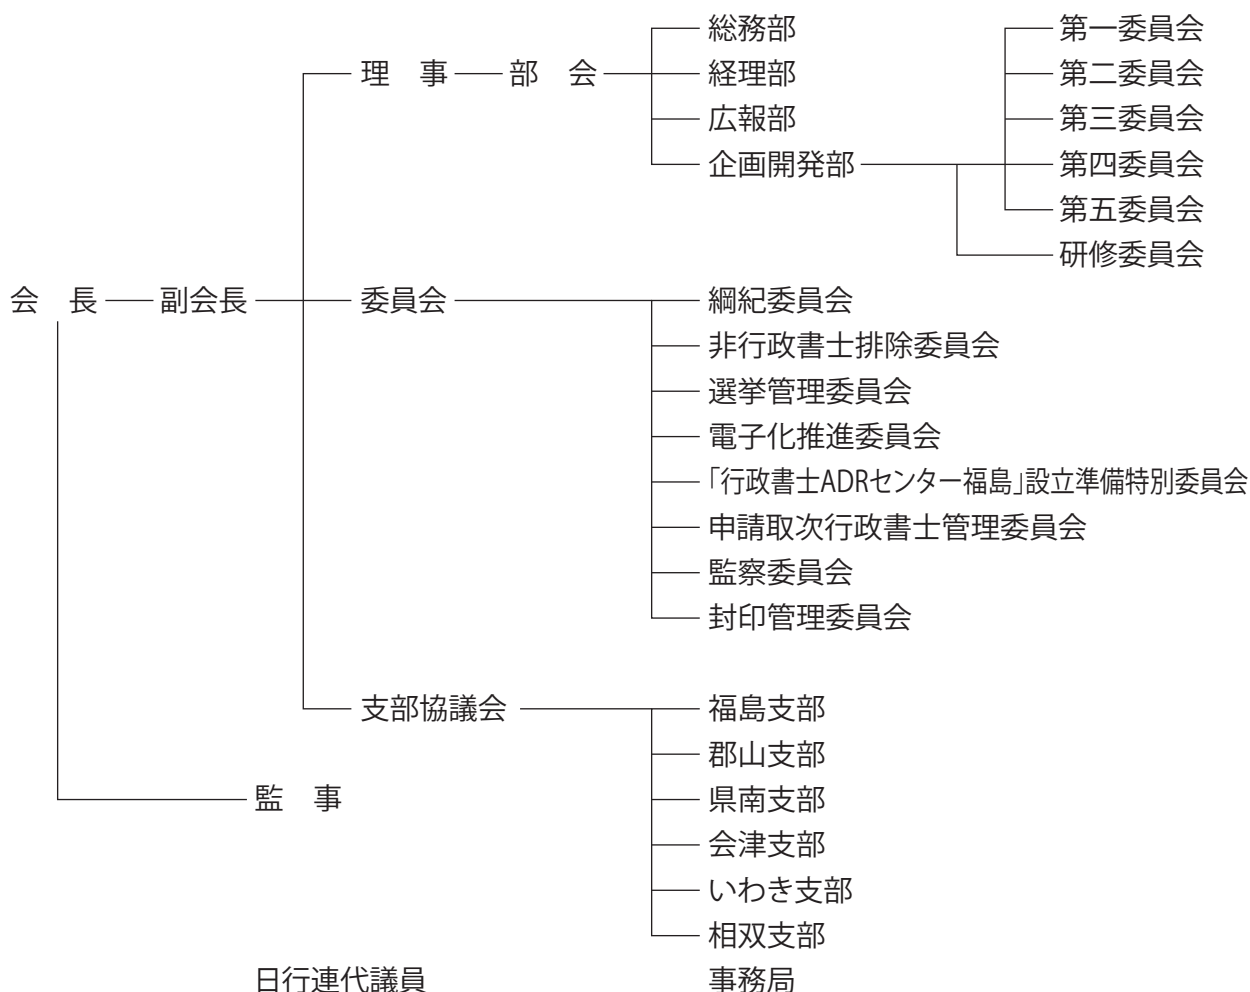 総務部 第一委員会
理　事 部　会 経理部 第二委員会
広報部 第三委員会
企画開発部 第四委員会
第五委員会
研修委員会
会　長 副会長 委員会 綱紀委員会
非行政書士排除委員会
選挙管理委員会
電子化推進委員会
「行政書士ADRセンター福島」設立準備特別委員会
申請取次行政書士管理委員会
監察委員会
封印管理委員会
支部協議会 福島支部
郡山支部
監　事 県南支部
会津支部
いわき支部
相双支部
日行連代議員 事務局